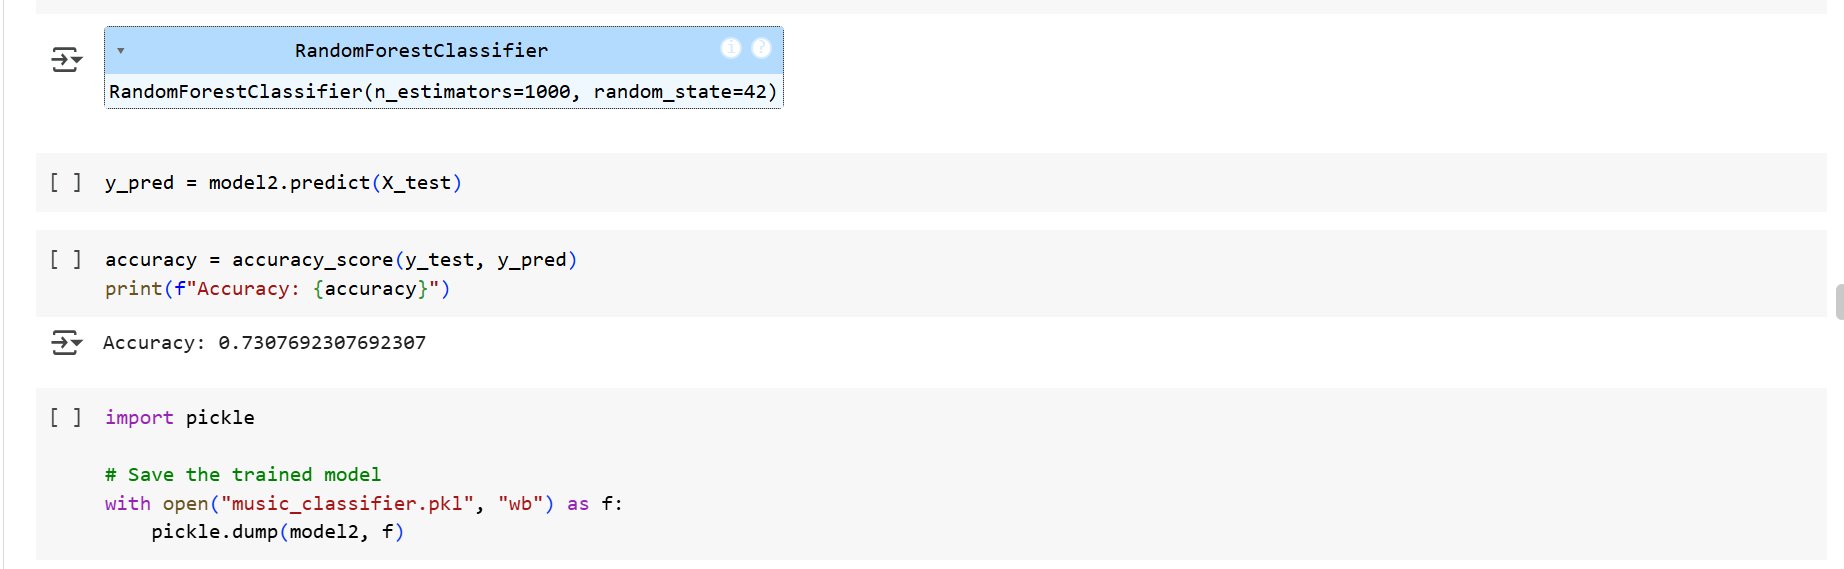 RandomForestClassifier i ?
RandomForestClassifier(n_estimators=1000, random_state=42)
[ ] y_pred = model2.predict(X_test)
[ ] accuracy = accuracy_score(y_test, y_pred)
print(f"Accuracy: {accuracy}")
Accuracy: 0.7307692307692307
[ ] import pickle
# Save the trained model
with open("music_classifier.pkl", "wb") as f:
    pickle.dump(model2, f)